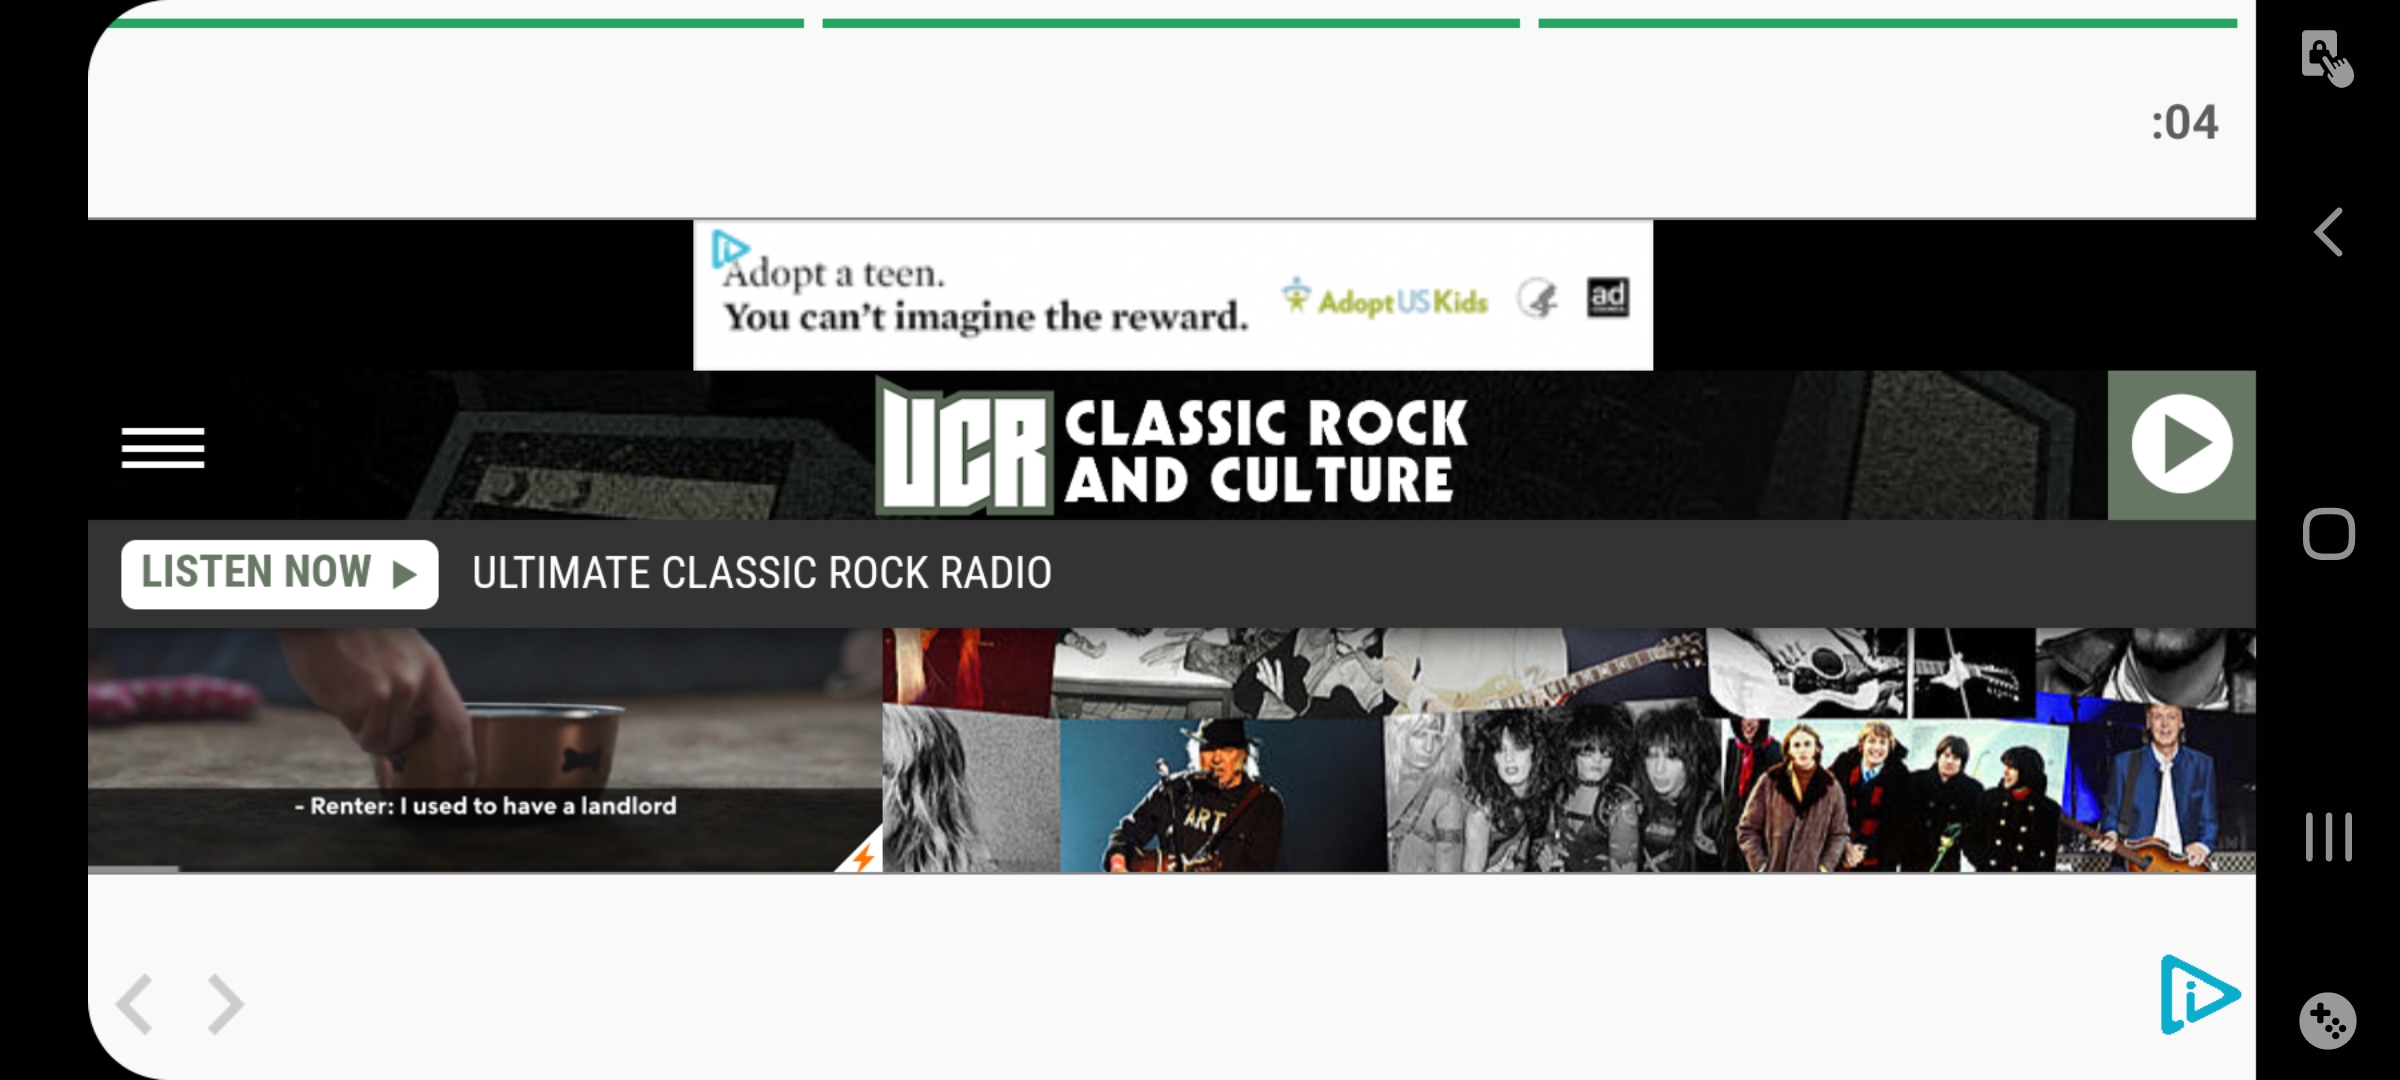 :04
Adopt a teen.
You can't imagine the reward.
AdoptUSKids
ad
UCR CLASSIC ROCK
AND CULTURE
LISTEN NOW
ULTIMATE CLASSIC ROCK RADIO
- Renter: I used to have a landlord
ART